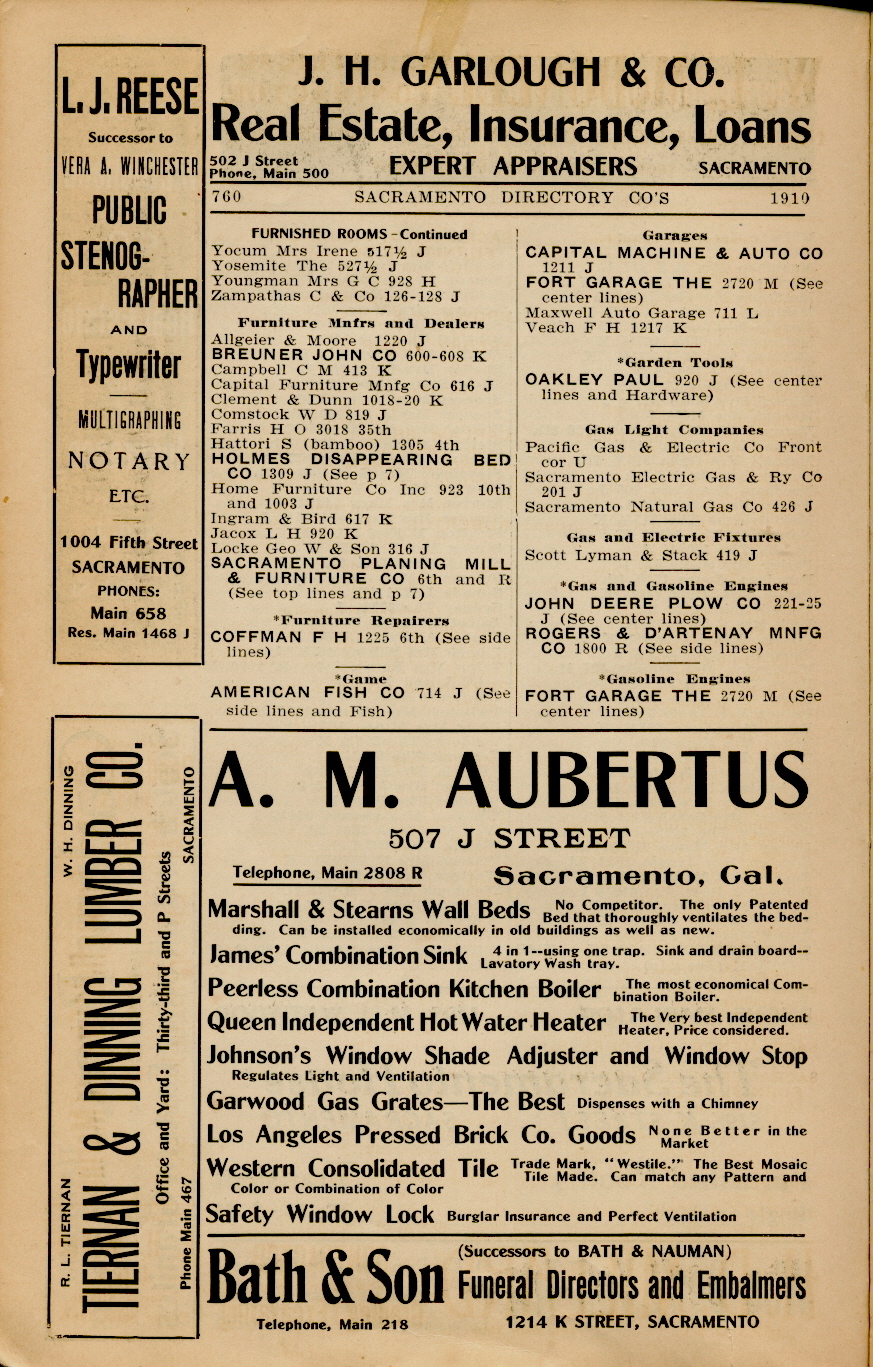 L. J. REESE
Successor to
VERA A. WINCHESTER
PUBLIC
STENOG-
RAPHER
AND
Typewriter
MULTIGRAPHING
NOTARY
ETC.
1004 Fifth Street
SACRAMENTO
PHONES:
Main 658
Res. Main 1468 J
J. H. GARLOUGH & CO.
Real Estate, Insurance, Loans
502 J Street
Phone, Main 500
EXPERT APPRAISERS
SACRAMENTO
760 SACRAMENTO DIRECTORY CO'S 1910
FURNISHED ROOMS-Continued
Yocum Mrs Irene 517½ J
Yosemite The 527½ J
Youngman Mrs G C 928 H
Zampathas C & Co 126-128 J
Furniture Mnfrs and Dealers
Allgeier & Moore 1220 J
BREUNER JOHN CO 600-608 K
Campbell C M 413 K
Capital Furniture Mnfg Co 616 J
Clement & Dunn 1018-20 K
Comstock W D 819 J
Farris H O 3018 35th
Hattori S (bamboo) 1305 4th
HOLMES DISAPPEARING BED
CO 1309 J (See p 7)
Home Furniture Co Inc 923 10th
and 1003 J
Ingram & Bird 617 K
Jacox L H 920 K
Locke Geo W & Son 316 J
SACRAMENTO PLANING MILL
& FURNITURE CO 6th and R
(See top lines and p 7)
*Furniture Repairers
COFFMAN F H 1225 6th (See side
lines)
*Game
AMERICAN FISH CO 714 J (See
side lines and Fish)
Garages
CAPITAL MACHINE & AUTO CO
1211 J
FORT GARAGE THE 2720 M (See
center lines)
Maxwell Auto Garage 711 L
Veach F H 1217 K
*Garden Tools
OAKLEY PAUL 920 J (See center
lines and Hardware)
Gas Light Companies
Pacific Gas & Electric Co Front
cor U
Sacramento Electric Gas & Ry Co
201 J
Sacramento Natural Gas Co 426 J
Gas and Electric Fixtures
Scott Lyman & Stack 419 J
*Gas and Gasoline Engines
JOHN DEERE PLOW CO 221-25
J (See center lines)
ROGERS & D'ARTENAY MNFG
CO 1800 R (See side lines)
*Gasoline Engines
FORT GARAGE THE 2720 M (See
center lines)
R. L. TIERNAN W. H. DINNING
TIERNAN & DINNING LUMBER CO.
Office and Yard: Thirty-third and P Streets
Phone Main 467 SACRAMENTO
A. M. AUBERTUS
507 J STREET
Telephone, Main 2808 R Sacramento, Cal.
Marshall & Stearns Wall Beds No Competitor. The only Patented
Bed that thoroughly ventilates the bed-
ding. Can be installed economically in old buildings as well as new.
James' Combination Sink 4 in 1--using one trap. Sink and drain board--
Lavatory Wash tray.
Peerless Combination Kitchen Boiler The most economical Com-
bination Boiler.
Queen Independent Hot Water Heater The Very best Independent
Heater, Price considered.
Johnson's Window Shade Adjuster and Window Stop
Regulates Light and Ventilation
Garwood Gas Grates—The Best Dispenses with a Chimney
Los Angeles Pressed Brick Co. Goods None Better in the
Market
Western Consolidated Tile Trade Mark, "Westile." The Best Mosaic
Tile Made. Can match any Pattern and
Color or Combination of Color
Safety Window Lock Burglar Insurance and Perfect Ventilation
Bath & Son
(Successors to BATH & NAUMAN)
Funeral Directors and Embalmers
Telephone, Main 218 1214 K STREET, SACRAMENTO